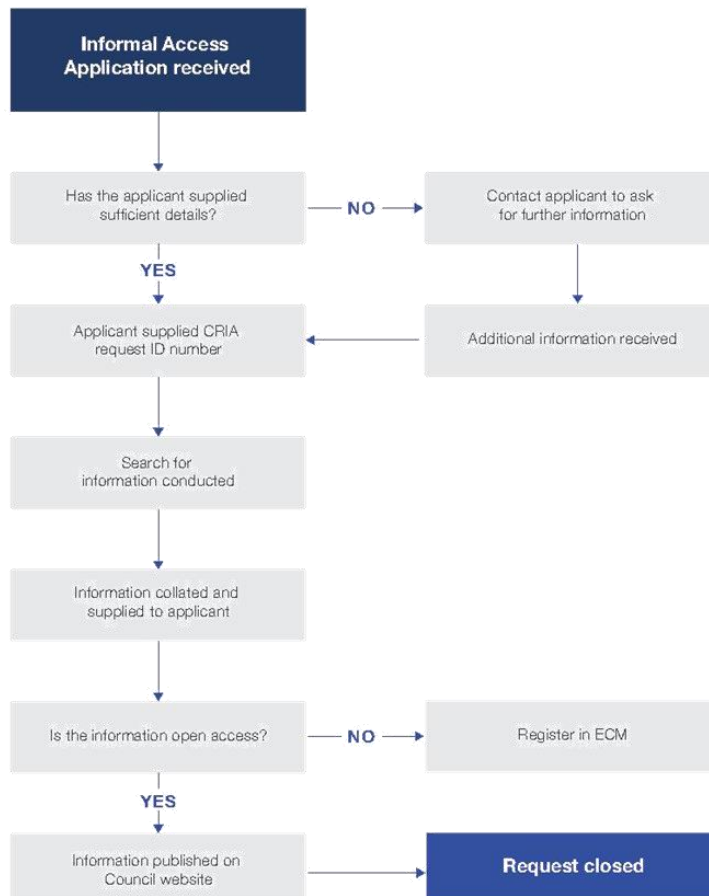 Informal Access
Application received
Has the applicant supplied
sufficient details?
NO
Contact applicant to ask
for further information
YES
Applicant supplied CRIA
request ID number
Additional information received
Search for
information conducted
Information collated and
supplied to applicant
Is the information open access?
NO
Register in ECM
YES
Information published on
Council website
Request closed